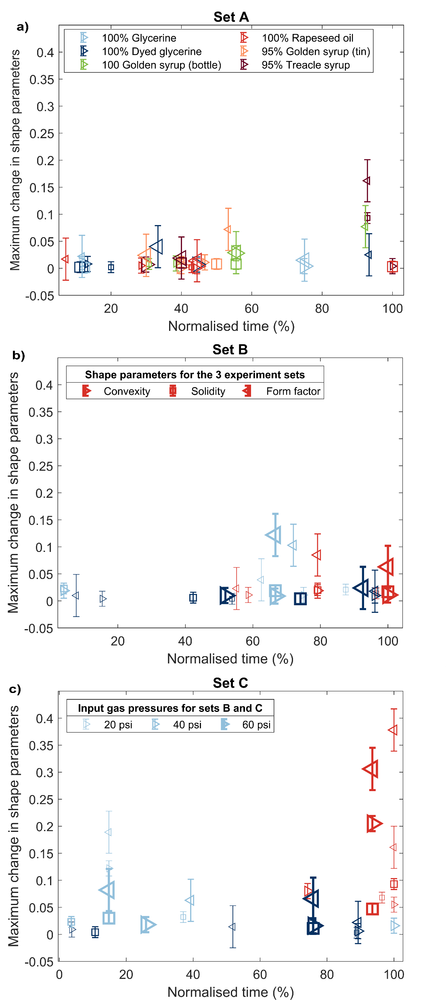 Set A
a)
100% Glycerine
100% Rapeseed oil
100% Dyed glycerine
95% Golden syrup (tin)
100 Golden syrup (bottle)
95% Treacle syrup
Maximum change in shape parameters
0.4
0.35
0.3
0.25
0.2
0.15
0.1
0.05
0
-0.05
20 40 60 80 100
Normalised time (%)
Set B
b)
Shape parameters for the 3 experiment sets
Convexity Solidity Form factor
Maximum change in shape parameters
0.4
0.35
0.3
0.25
0.2
0.15
0.1
0.05
0
-0.05
20 40 60 80 100
Normalised time (%)
Set C
c)
Input gas pressures for sets B and C
20 psi 40 psi 60 psi
Maximum change in shape parameters
0.4
0.35
0.3
0.25
0.2
0.15
0.1
0.05
0
-0.05
0 20 40 60 80 100
Normalised time (%)